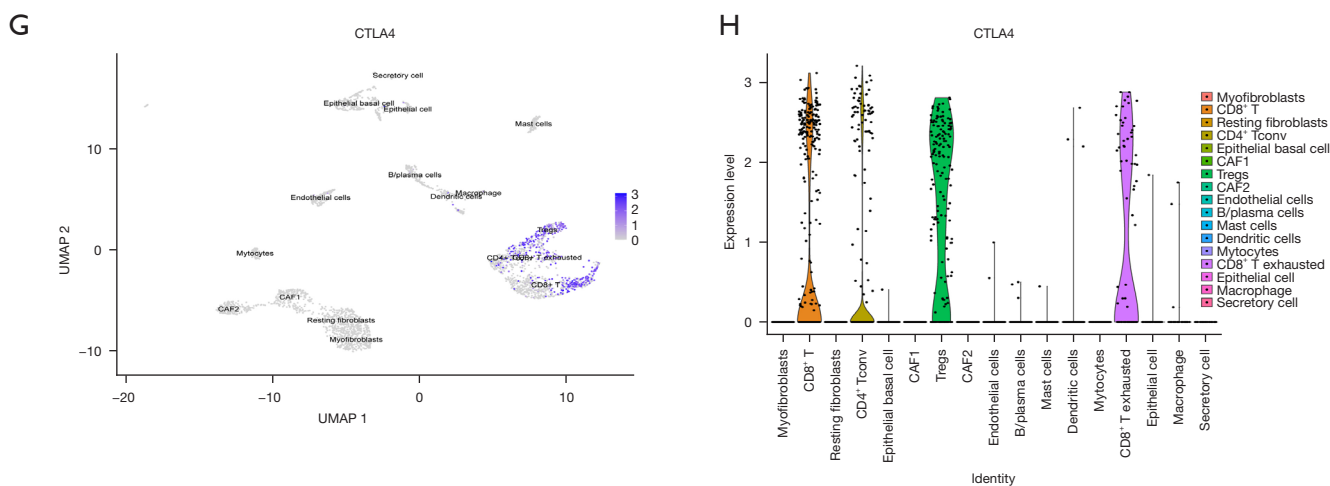 G
CTLA4
Secretory cell
Epithelial basal cell
Epithelial cell
Mast cells
B/plasma cells
Macrophage
Dendritic cells
Endothelial cells
Tregs
CD4+ T
T exhausted
Mytocytes
CD8+ T
CAF1
CAF2
Resting fibroblasts
Myofibroblasts
3
2
1
0
10
0
−10
UMAP 2
−20
−10
0
10
UMAP 1
H
CTLA4
3
2
1
0
Expression level
Myofibroblasts
CD8⁺ T
Resting fibroblasts
CD4⁺ Tconv
Epithelial basal cell
CAF1
Tregs
CAF2
Endothelial cells
B/plasma cells
Mast cells
Dendritic cells
Mytocytes
CD8⁺ T exhausted
Epithelial cell
Macrophage
Secretory cell
Identity
Myofibroblasts
CD8⁺ T
Resting fibroblasts
CD4⁺ Tconv
Epithelial basal cell
CAF1
Tregs
CAF2
Endothelial cells
B/plasma cells
Mast cells
Dendritic cells
Mytocytes
CD8⁺ T exhausted
Epithelial cell
Macrophage
Secretory cell